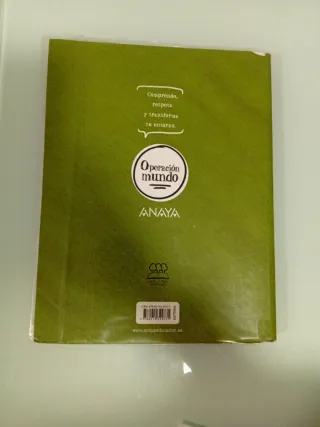 Comprende,
respeta
y transforma
tu entorno.
Operación
mundo
ANAYA
www.anayaeducacion.es